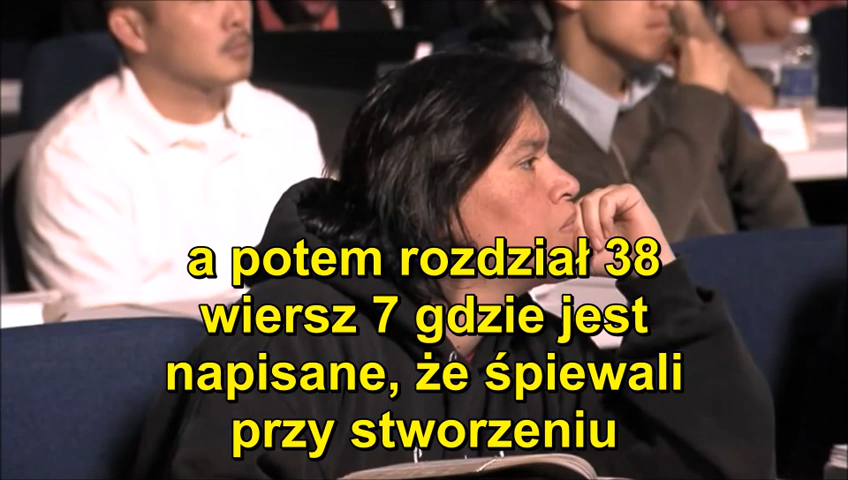 a potem rozdział 38
wiersz 7 gdzie jest
napisane, że śpiewali
przy stworzeniu